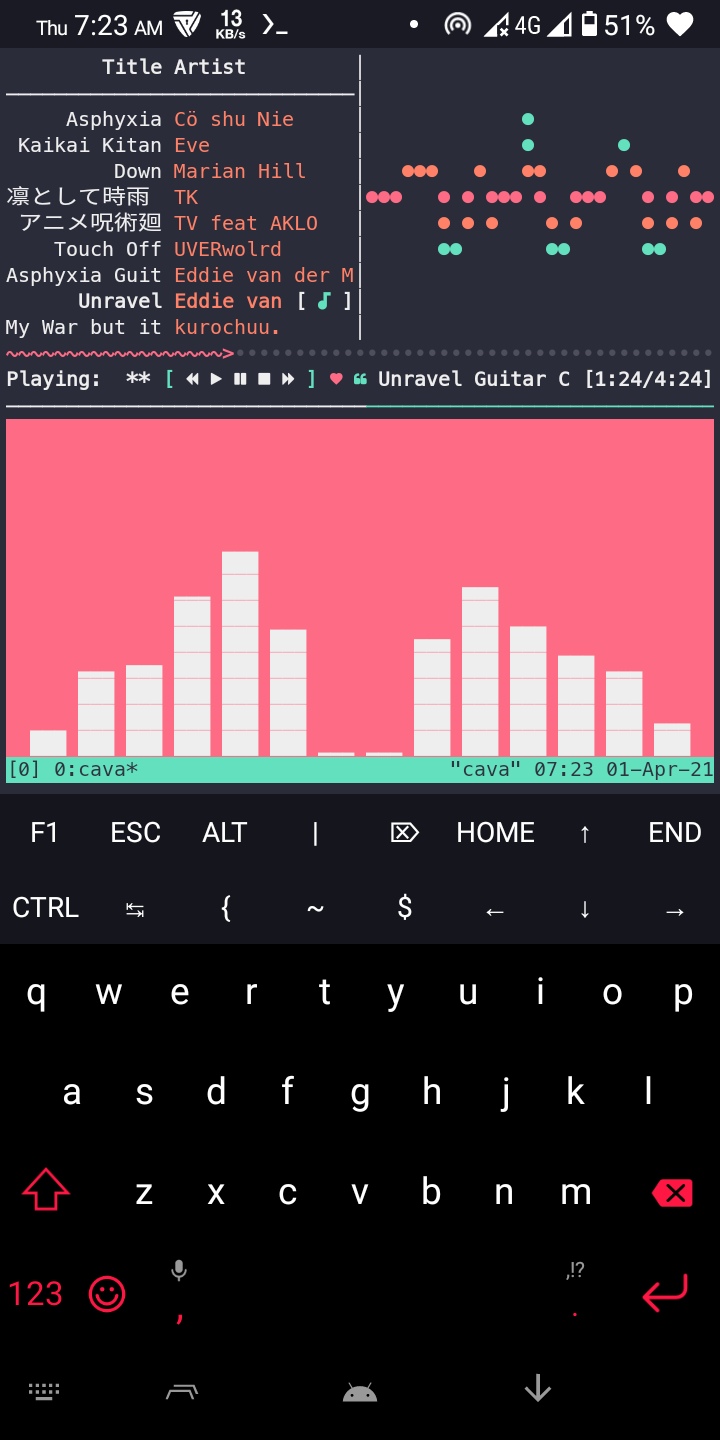 Thu 7:23 AM 13 KB/s 4G 51%
Title Artist
Asphyxia Cö shu Nie
Kaikai Kitan Eve
Down Marian Hill
凛として時雨 TK
アニメ呪術廻 TV feat AKLO
Touch Off UVERwolrd
Asphyxia Guit Eddie van der M
Unravel Eddie van [ ♪ ]
My War but it kurochuu.
~~~~~~~~~~~~~~~~~~~>
Playing: ** [ ⏪ ▶ ⏸ ⏹ ⏩ ] ♥ ❝ Unravel Guitar C [1:24/4:24]
[0] 0:cava* "cava" 07:23 01-Apr-21
F1 ESC ALT | ⌦ HOME ↑ END
CTRL ↹ { ~ $ ← ↓ →
q w e r t y u i o p
a s d f g h j k l
z x c v b n m
,!?
123 , .